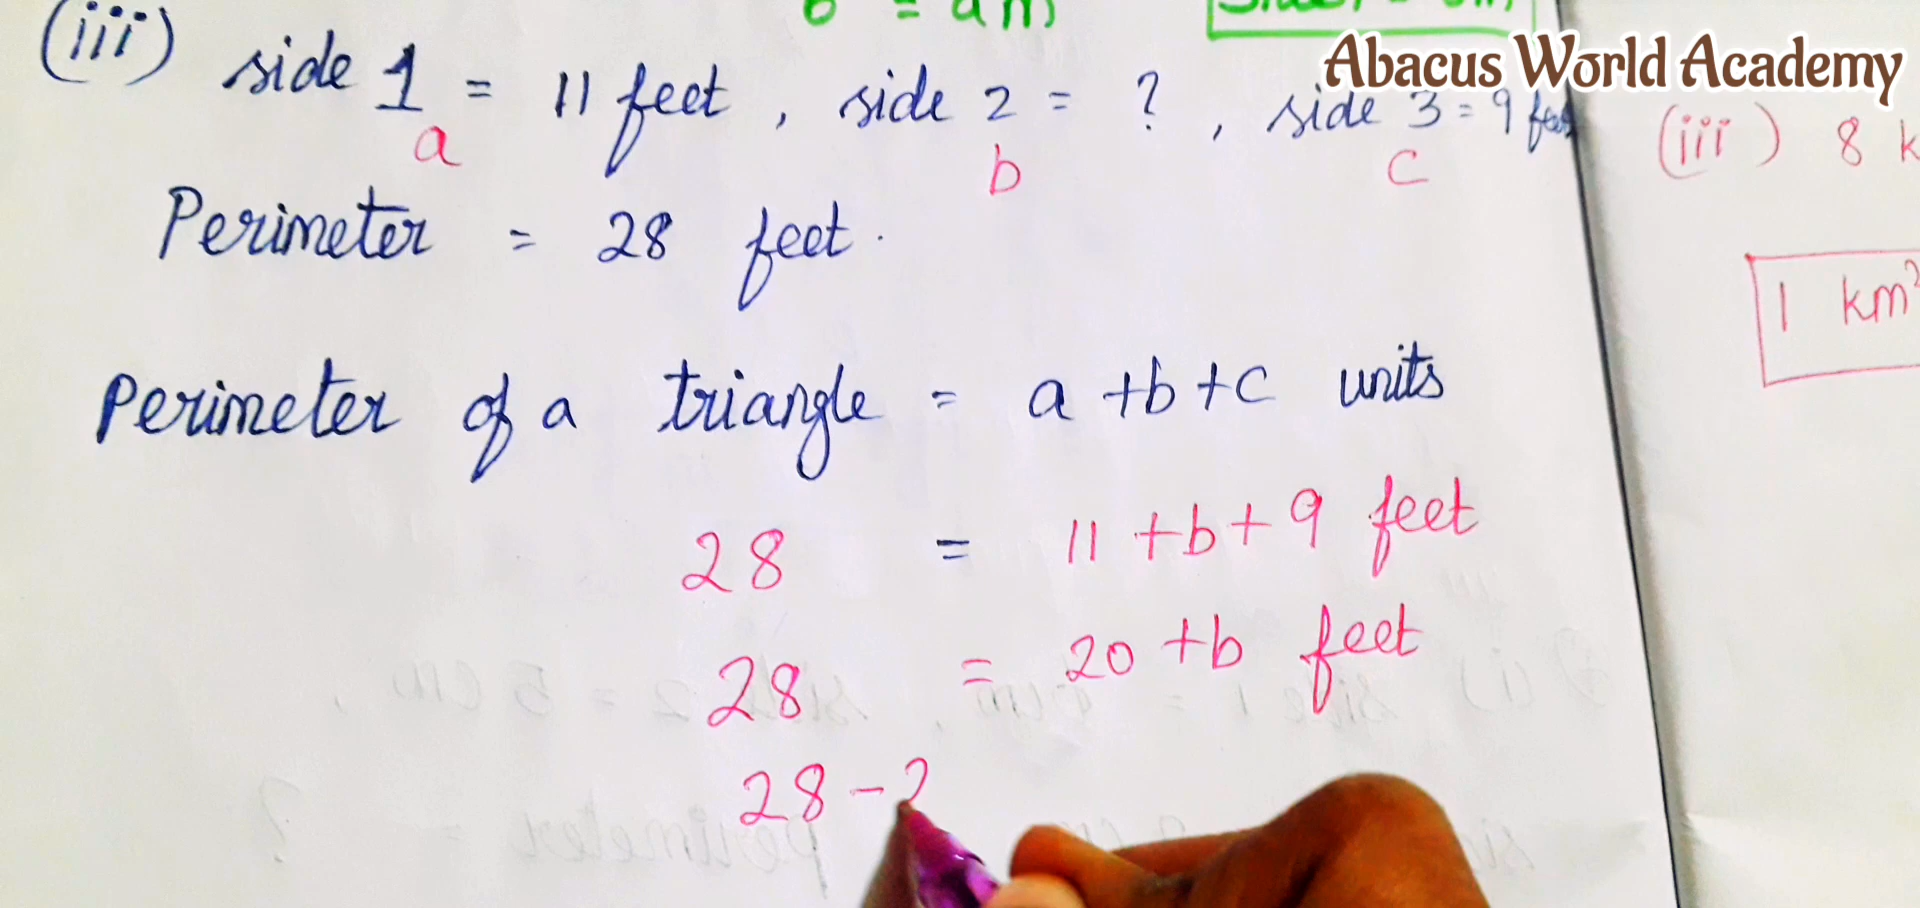 Abacus World Academy
(iii) side 1 = 11 feet , side 2 = ? , side 3 = 9 feet
a b c
Perimeter = 28 feet.
(iii) 8 k
1 km²
Perimeter of a triangle = a + b + c units
28 = 11 + b + 9 feet
28 = 20 + b feet
28 - 2